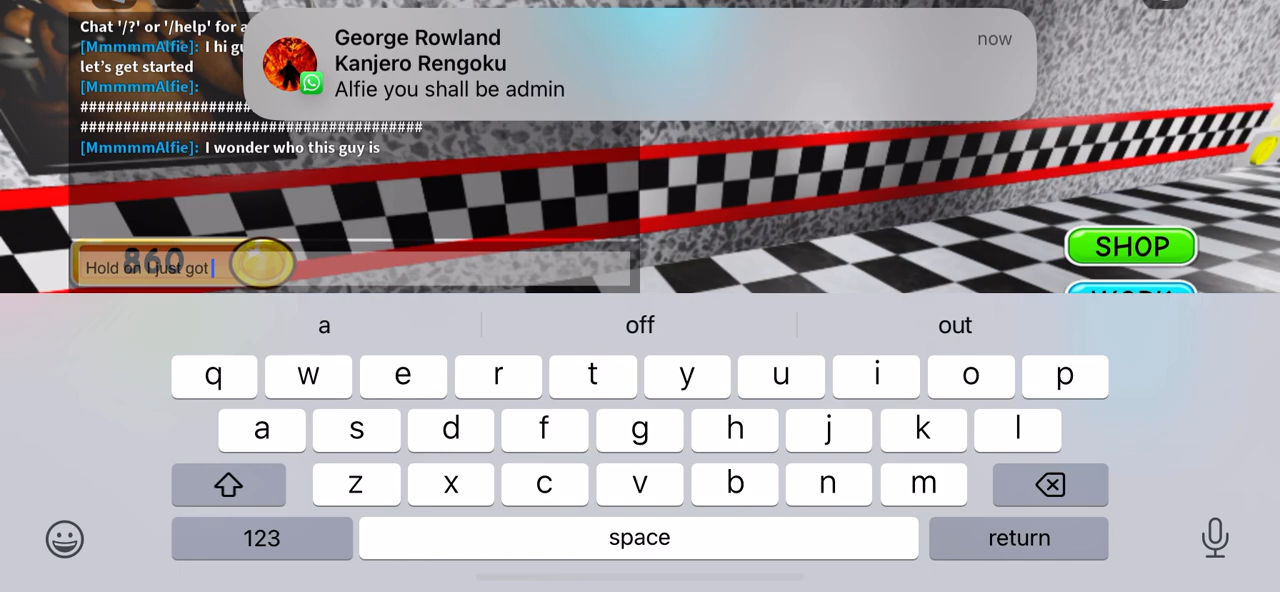 Chat '/?' or '/help' for a
[MmmmmAlfie]: I hi gu
let's get started
[MmmmmAlfie]:
####################
########################################
[MmmmmAlfie]: I wonder who this guy is
George Rowland
now
Kanjero Rengoku
Alfie you shall be admin
860
Hold on I just got
SHOP
a off out
q w e r t y u i o p
a s d f g h j k l
z x c v b n m
123 space return